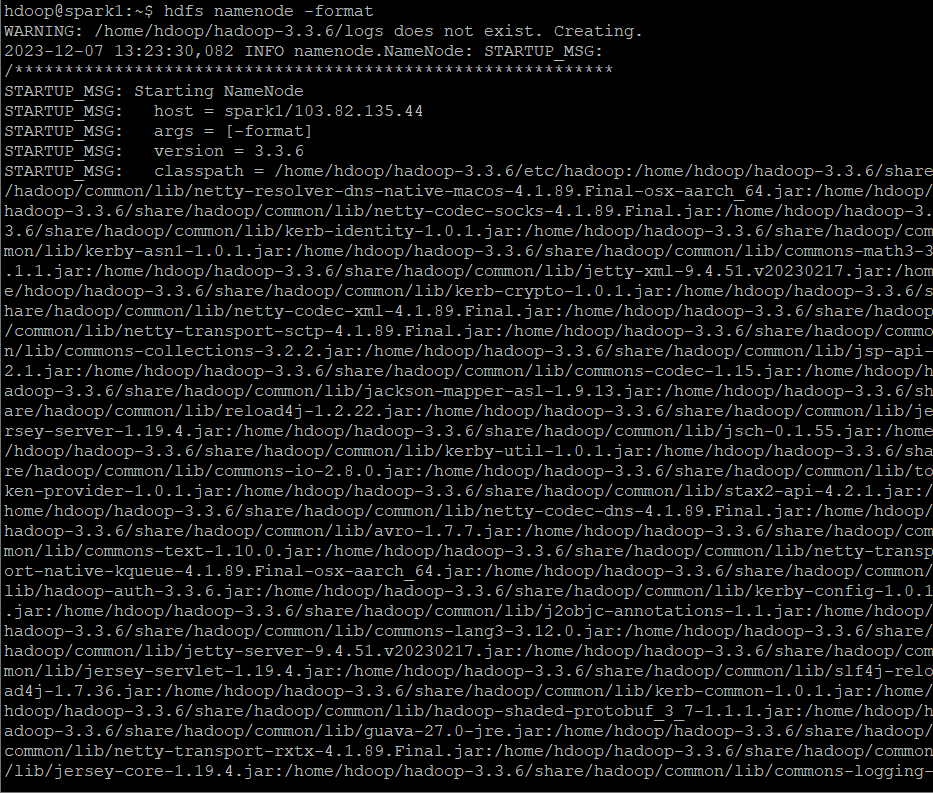 hdoop@spark1:~$ hdfs namenode -format
WARNING: /home/hdoop/hadoop-3.3.6/logs does not exist. Creating.
2023-12-07 13:23:30,082 INFO namenode.NameNode: STARTUP_MSG:
/************************************************************
STARTUP_MSG: Starting NameNode
STARTUP_MSG:   host = spark1/103.82.135.44
STARTUP_MSG:   args = [-format]
STARTUP_MSG:   version = 3.3.6
STARTUP_MSG:   classpath = /home/hdoop/hadoop-3.3.6/etc/hadoop:/home/hdoop/hadoop-3.3.6/share
/hadoop/common/lib/netty-resolver-dns-native-macos-4.1.89.Final-osx-aarch_64.jar:/home/hdoop/
hadoop-3.3.6/share/hadoop/common/lib/netty-codec-socks-4.1.89.Final.jar:/home/hdoop/hadoop-3.
3.6/share/hadoop/common/lib/kerb-identity-1.0.1.jar:/home/hdoop/hadoop-3.3.6/share/hadoop/com
mon/lib/kerby-asn1-1.0.1.jar:/home/hdoop/hadoop-3.3.6/share/hadoop/common/lib/commons-math3-3
.1.1.jar:/home/hdoop/hadoop-3.3.6/share/hadoop/common/lib/jetty-xml-9.4.51.v20230217.jar:/hom
e/hdoop/hadoop-3.3.6/share/hadoop/common/lib/kerb-crypto-1.0.1.jar:/home/hdoop/hadoop-3.3.6/s
hare/hadoop/common/lib/netty-codec-xml-4.1.89.Final.jar:/home/hdoop/hadoop-3.3.6/share/hadoop
/common/lib/netty-transport-sctp-4.1.89.Final.jar:/home/hdoop/hadoop-3.3.6/share/hadoop/commo
n/lib/commons-collections-3.2.2.jar:/home/hdoop/hadoop-3.3.6/share/hadoop/common/lib/jsp-api-
2.1.jar:/home/hdoop/hadoop-3.3.6/share/hadoop/common/lib/commons-codec-1.15.jar:/home/hdoop/h
adoop-3.3.6/share/hadoop/common/lib/jackson-mapper-asl-1.9.13.jar:/home/hdoop/hadoop-3.3.6/sh
are/hadoop/common/lib/reload4j-1.2.22.jar:/home/hdoop/hadoop-3.3.6/share/hadoop/common/lib/je
rsey-server-1.19.4.jar:/home/hdoop/hadoop-3.3.6/share/hadoop/common/lib/jsch-0.1.55.jar:/home
/hdoop/hadoop-3.3.6/share/hadoop/common/lib/kerby-util-1.0.1.jar:/home/hdoop/hadoop-3.3.6/sha
re/hadoop/common/lib/commons-io-2.8.0.jar:/home/hdoop/hadoop-3.3.6/share/hadoop/common/lib/to
ken-provider-1.0.1.jar:/home/hdoop/hadoop-3.3.6/share/hadoop/common/lib/stax2-api-4.2.1.jar:/
home/hdoop/hadoop-3.3.6/share/hadoop/common/lib/netty-codec-dns-4.1.89.Final.jar:/home/hdoop/
hadoop-3.3.6/share/hadoop/common/lib/avro-1.7.7.jar:/home/hdoop/hadoop-3.3.6/share/hadoop/com
mon/lib/commons-text-1.10.0.jar:/home/hdoop/hadoop-3.3.6/share/hadoop/common/lib/netty-transp
ort-native-kqueue-4.1.89.Final-osx-aarch_64.jar:/home/hdoop/hadoop-3.3.6/share/hadoop/common/
lib/hadoop-auth-3.3.6.jar:/home/hdoop/hadoop-3.3.6/share/hadoop/common/lib/kerby-config-1.0.1
.jar:/home/hdoop/hadoop-3.3.6/share/hadoop/common/lib/j2objc-annotations-1.1.jar:/home/hdoop/
hadoop-3.3.6/share/hadoop/common/lib/commons-lang3-3.12.0.jar:/home/hdoop/hadoop-3.3.6/share/
hadoop/common/lib/jetty-server-9.4.51.v20230217.jar:/home/hdoop/hadoop-3.3.6/share/hadoop/com
mon/lib/jersey-servlet-1.19.4.jar:/home/hdoop/hadoop-3.3.6/share/hadoop/common/lib/slf4j-relo
ad4j-1.7.36.jar:/home/hdoop/hadoop-3.3.6/share/hadoop/common/lib/kerb-common-1.0.1.jar:/home/
hdoop/hadoop-3.3.6/share/hadoop/common/lib/hadoop-shaded-protobuf_3_7-1.1.1.jar:/home/hdoop/h
adoop-3.3.6/share/hadoop/common/lib/guava-27.0-jre.jar:/home/hdoop/hadoop-3.3.6/share/hadoop/
common/lib/netty-transport-rxtx-4.1.89.Final.jar:/home/hdoop/hadoop-3.3.6/share/hadoop/common
/lib/jersey-core-1.19.4.jar:/home/hdoop/hadoop-3.3.6/share/hadoop/common/lib/commons-logging-